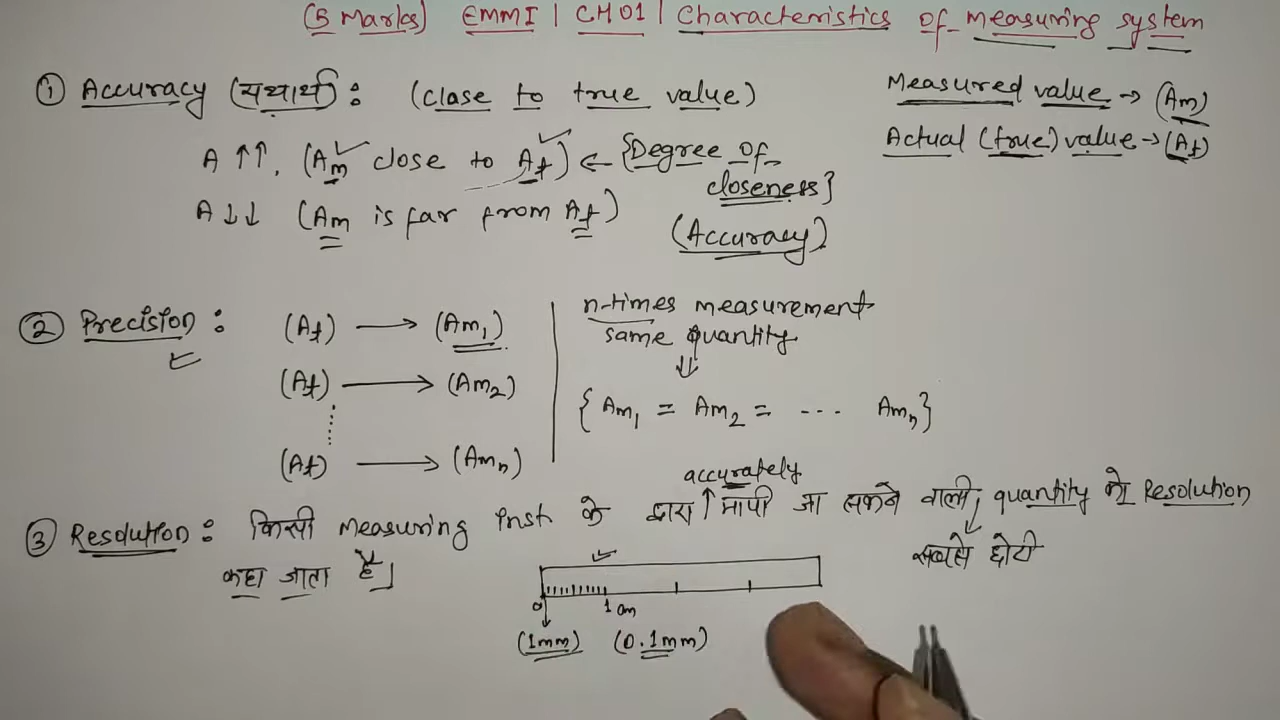 (5 Marks) EMMI | CH01 | Characteristics of measuring system
① Accuracy (यथार्थ) : (clase to true value)
Measured value → (Am)
Actual (true) value → (At)
A ↑↑, (Am close to At) ← {Degree of closeness}
A ↓↓ (Am is far from At)
(Accuracy)
② Precision :
(At) → (Am1)
(At) → (Am2)
(At) → (Amn)
n-times measurement
same quantity
⇓
{ Am1 = Am2 = ... Amn }
accurately
③ Resolution : किसी measuring Inst. के द्वारा ↑ मापी जा सकने वाली quantity को Resolution
सबसे छोटी
कहा जाता है।
0 1 cm
(1mm) (0.1mm)